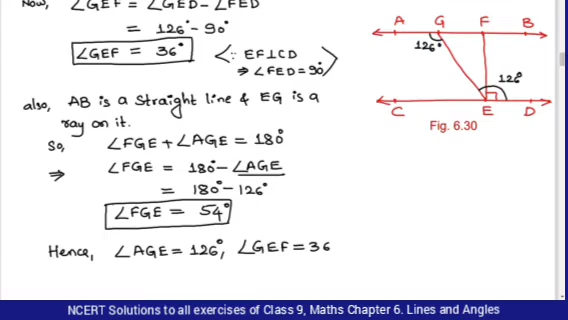 Now, ∠GEF = ∠GED - ∠FED
= 126° - 90°
∠GEF = 36° <∵ EF⊥CD
⇒ ∠FED = 90°>
also, AB is a straight line & EG is a
ray on it.
So, ∠FGE + ∠AGE = 180°
⇒ ∠FGE = 180° - ∠AGE
= 180° - 126°
∠FGE = 54°
Hence, ∠AGE = 126°, ∠GEF = 36
A G F B
126°
126°
C E D
Fig. 6.30
NCERT Solutions to all exercises of Class 9, Maths Chapter 6. Lines and Angles